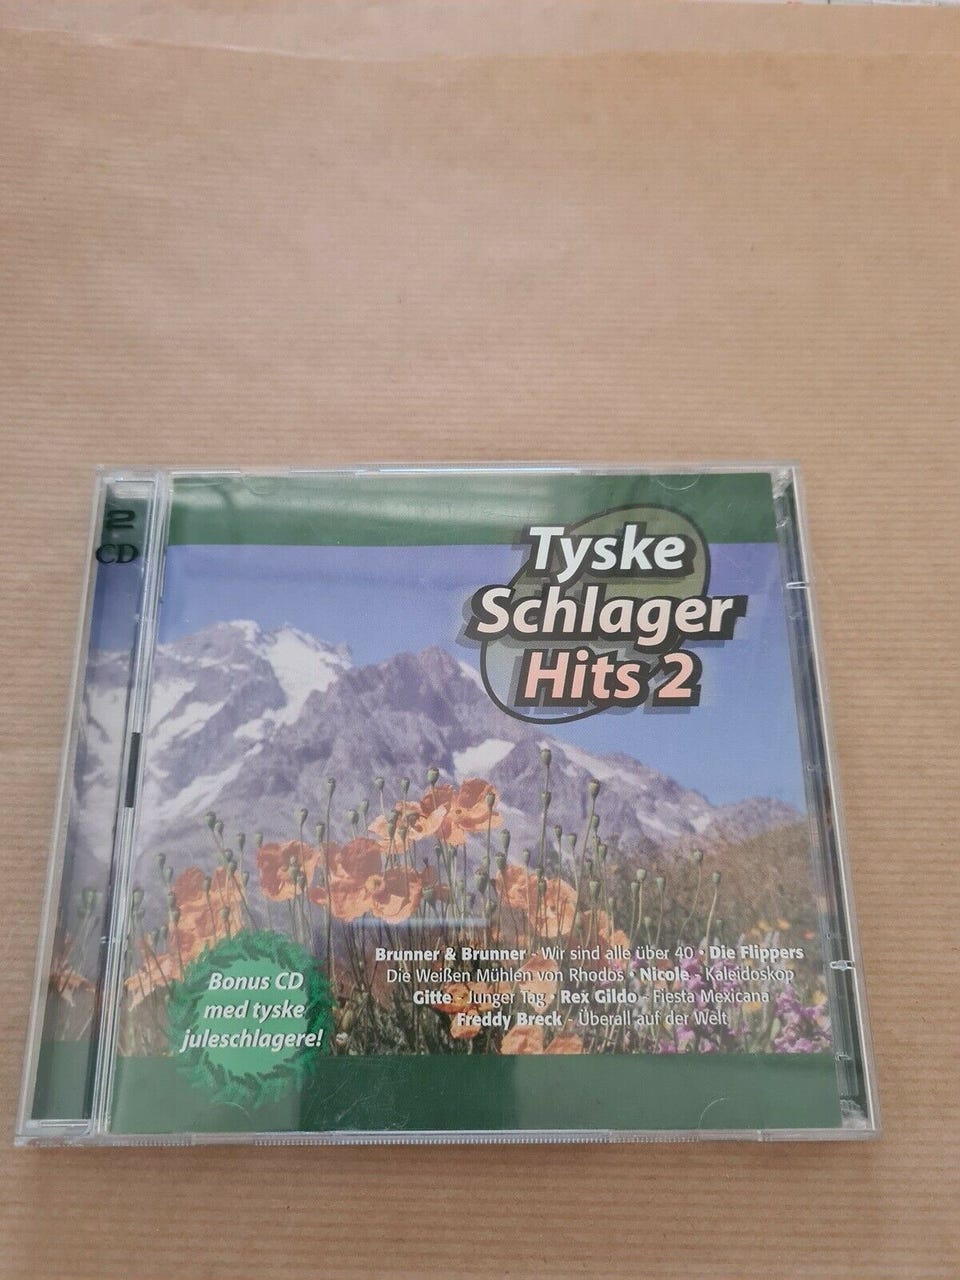 2
CD
Tyske
Schlager
Hits 2
Brunner & Brunner - Wir sind alle über 40 • Die Flippers
Die Weißen Mühlen von Rhodos • Nicole - Kaleidoskop
Gitte - Junger Tag • Rex Gildo - Fiesta Mexicana
Freddy Breck - Überall auf der Welt
Bonus CD
med tyske
juleschlagere!